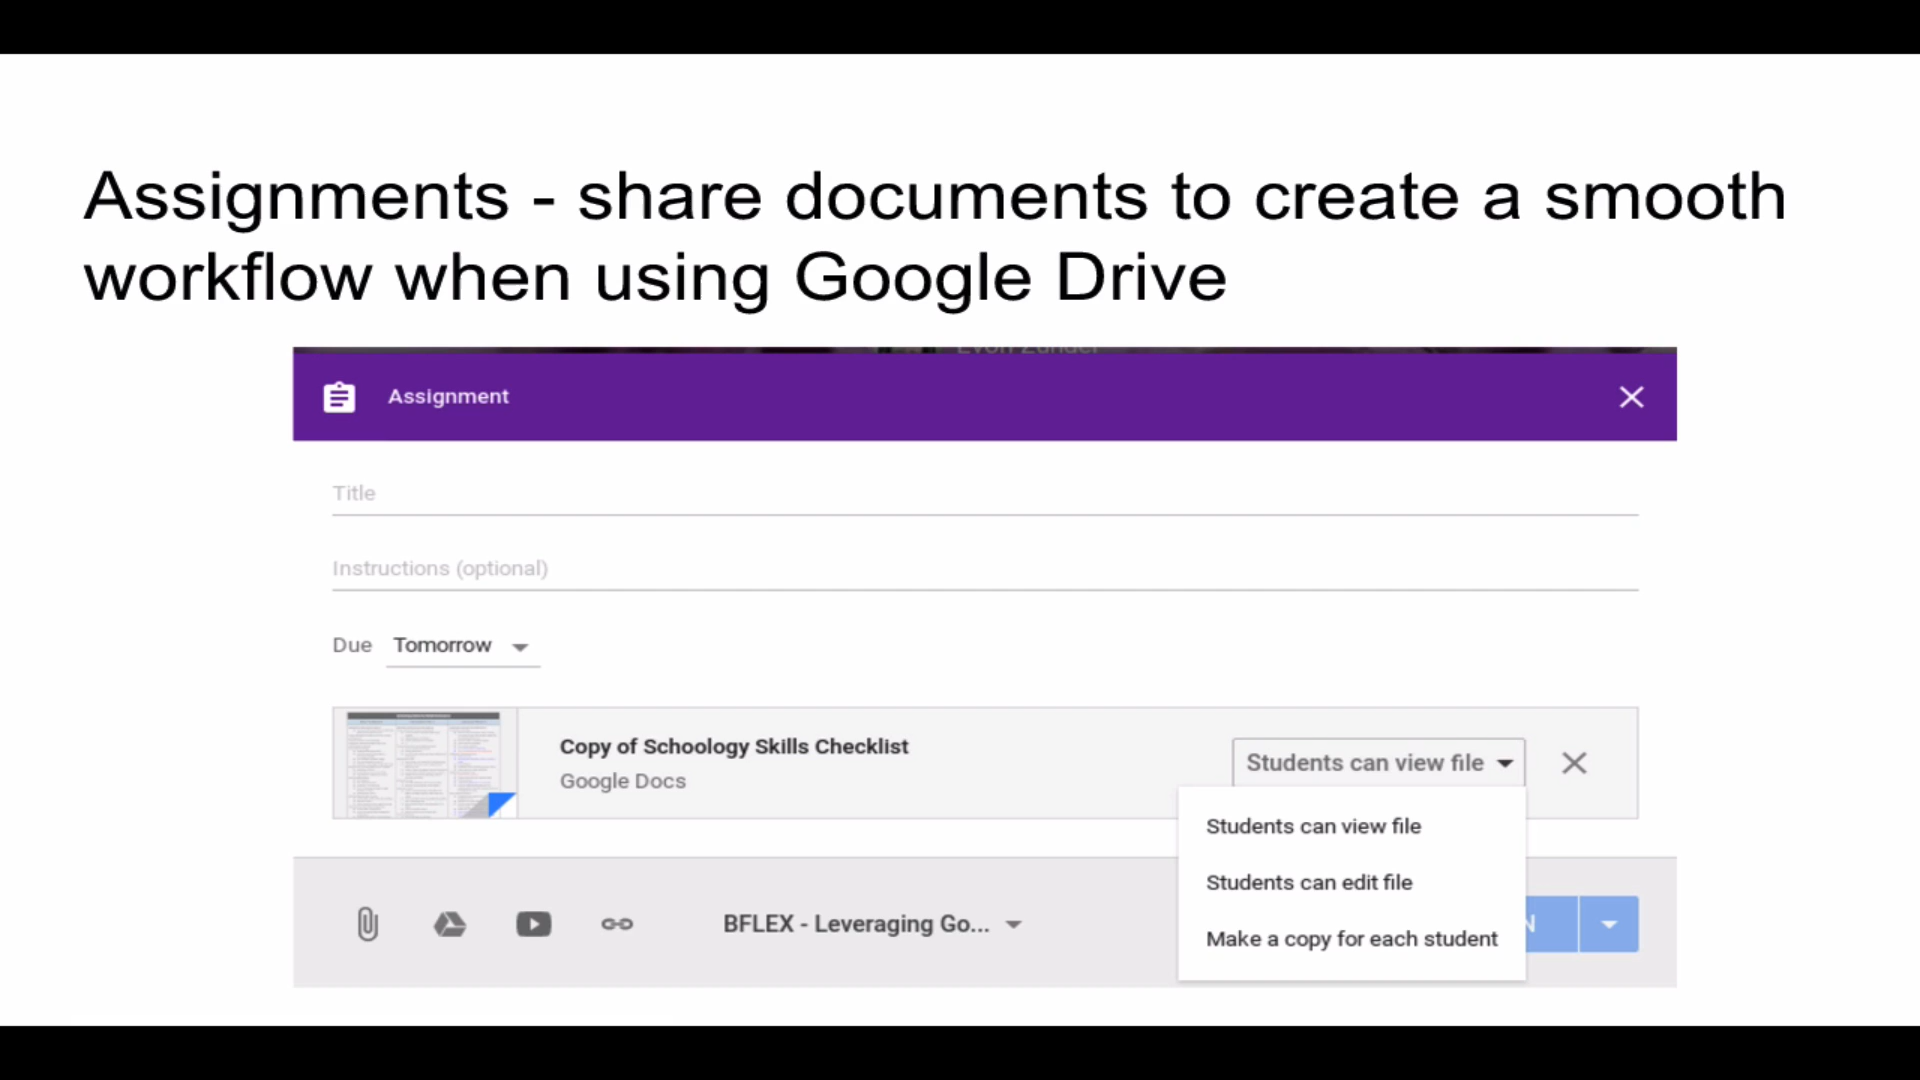 Assignments - share documents to create a smooth
workflow when using Google Drive
Assignment
Title
Instructions (optional)
Due Tomorrow
Copy of Schoology Skills Checklist
Google Docs
Students can view file
Students can view file
Students can edit file
Make a copy for each student
BFLEX - Leveraging Go...